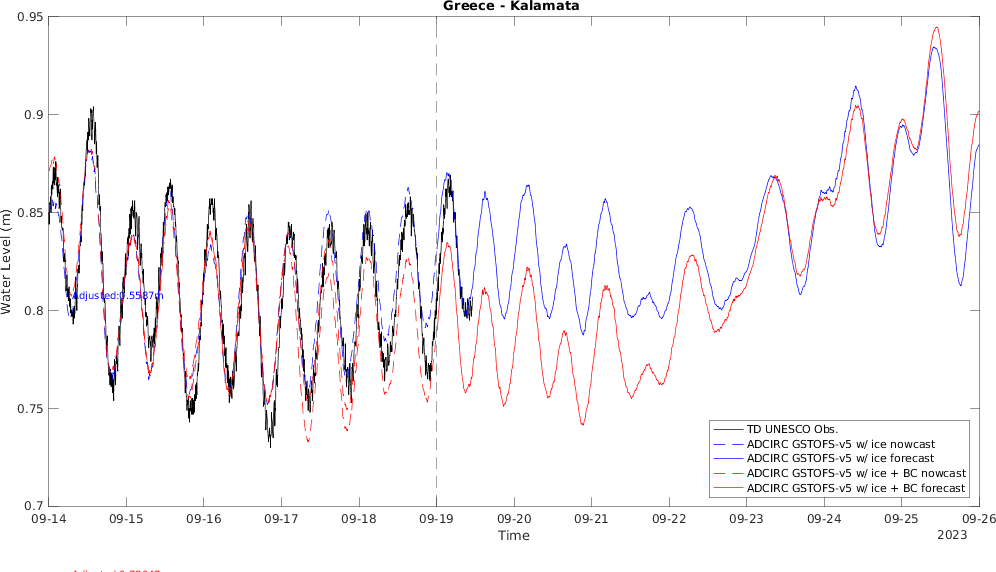 Greece - Kalamata
Water Level (m)
0.95
0.9
0.85
0.8
0.75
0.7
Adjusted:0.5587m
TD UNESCO Obs.
ADCIRC GSTOFS-v5 w/ ice nowcast
ADCIRC GSTOFS-v5 w/ ice forecast
ADCIRC GSTOFS-v5 w/ ice + BC nowcast
ADCIRC GSTOFS-v5 w/ ice + BC forecast
09-14 09-15 09-16 09-17 09-18 09-19 09-20 09-21 09-22 09-23 09-24 09-25 09-26
Time
2023